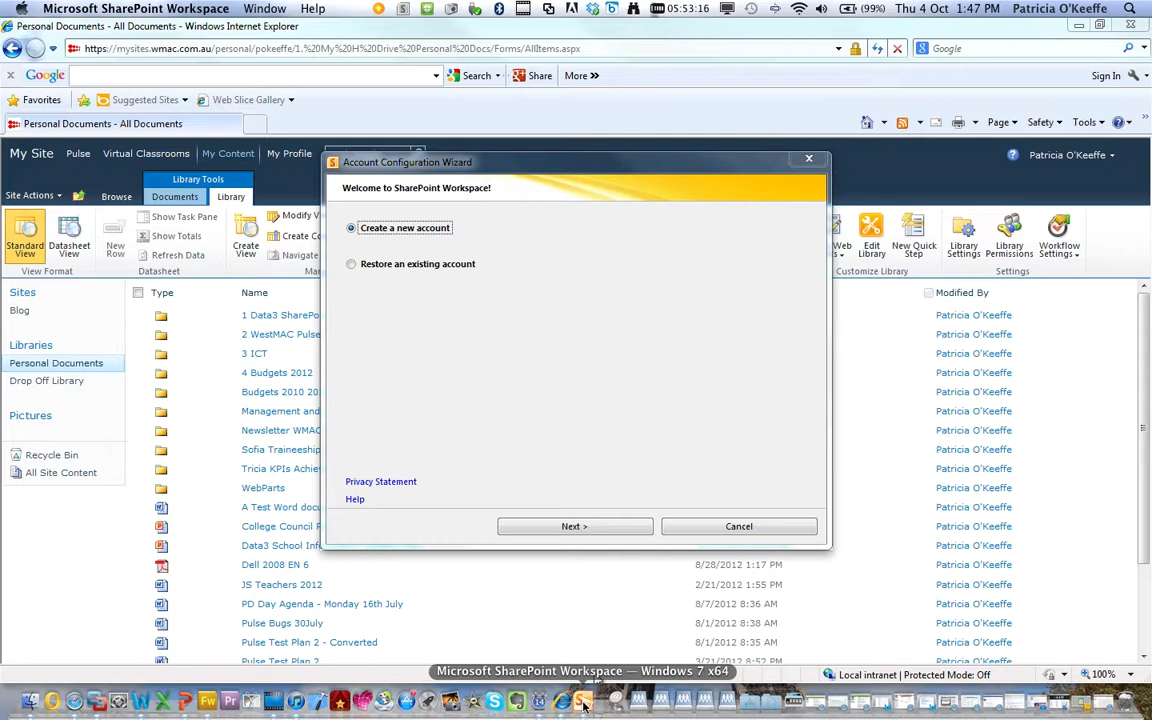 Microsoft SharePoint Workspace Window Help 05:53:16 (99%) Thu 4 Oct 1:47 PM Patricia O'Keeffe
Personal Documents - All Documents - Windows Internet Explorer
https://mysites.wmac.com.au/personal/pokeeffe/1.%20My%20H%20Drive%20Personal%20Docs/Forms/AllItems.aspx Google
x Google Search Share More >> Sign In
Favorites Suggested Sites Web Slice Gallery
Personal Documents - All Documents Page Safety Tools
My Site Pulse Virtual Classrooms My Content My Profile Patricia O'Keeffe
Library Tools
Site Actions Browse Documents Library
Standard View
Datasheet View
New Row
Show Task Pane
Show Totals
Refresh Data
Create View
Modify V
Create Co
Navigate
Web
Edit Library
New Quick Step
Library Settings
Library Permissions
Workflow Settings
View Format Datasheet Customize Library Settings
Account Configuration Wizard
Welcome to SharePoint Workspace!
Create a new account
Restore an existing account
Privacy Statement
Help
Next >
Cancel
Sites
Blog
Libraries
Personal Documents
Drop Off Library
Pictures
Recycle Bin
All Site Content
Type Name Modified By
1 Data3 SharePo Patricia O'Keeffe
2 WestMAC Pulse Patricia O'Keeffe
3 ICT Patricia O'Keeffe
4 Budgets 2012 Patricia O'Keeffe
Budgets 2010 20 Patricia O'Keeffe
Management and Patricia O'Keeffe
Newsletter WMAC Patricia O'Keeffe
Sofia Traineeship Patricia O'Keeffe
Tricia KPIs Achie Patricia O'Keeffe
WebParts Patricia O'Keeffe
A Test Word docu Patricia O'Keeffe
College Council P Patricia O'Keeffe
Data3 School Info Patricia O'Keeffe
Dell 2008 EN 6 8/28/2012 1:17 PM Patricia O'Keeffe
JS Teachers 2012 2/21/2012 1:55 PM Patricia O'Keeffe
PD Day Agenda - Monday 16th July 8/7/2012 8:36 AM Patricia O'Keeffe
Pulse Bugs 30July 8/1/2012 8:38 AM Patricia O'Keeffe
Pulse Test Plan 2 - Converted 8/1/2012 8:35 AM Patricia O'Keeffe
Pulse Test Plan 2 3/21/2012 8:52 PM Patricia O'Keeffe
Microsoft SharePoint Workspace — Windows 7 x64
Local intranet | Protected Mode: Off 100%